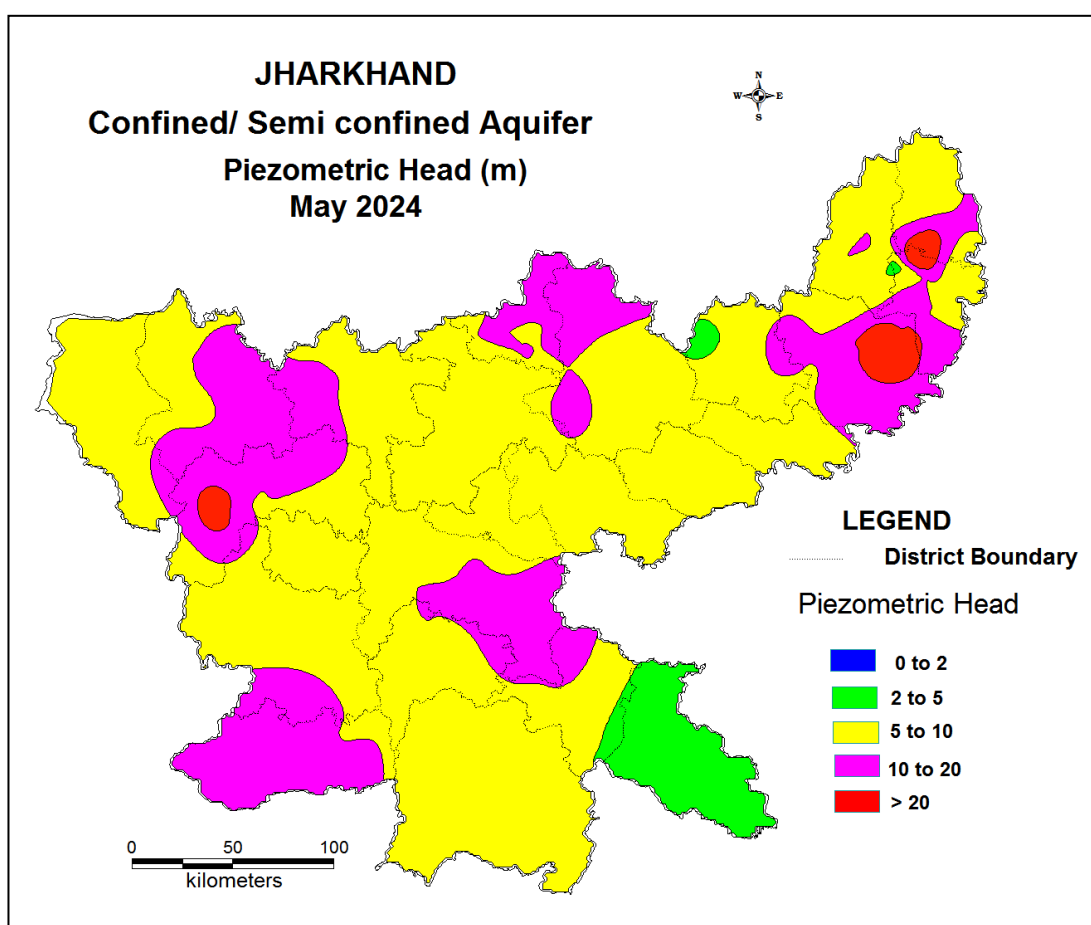 JHARKHAND
Confined/ Semi confined Aquifer
Piezometric Head (m)
May 2024
N
W E
S
LEGEND
District Boundary
Piezometric Head
0 to 2
2 to 5
5 to 10
10 to 20
> 20
0 50 100
kilometers